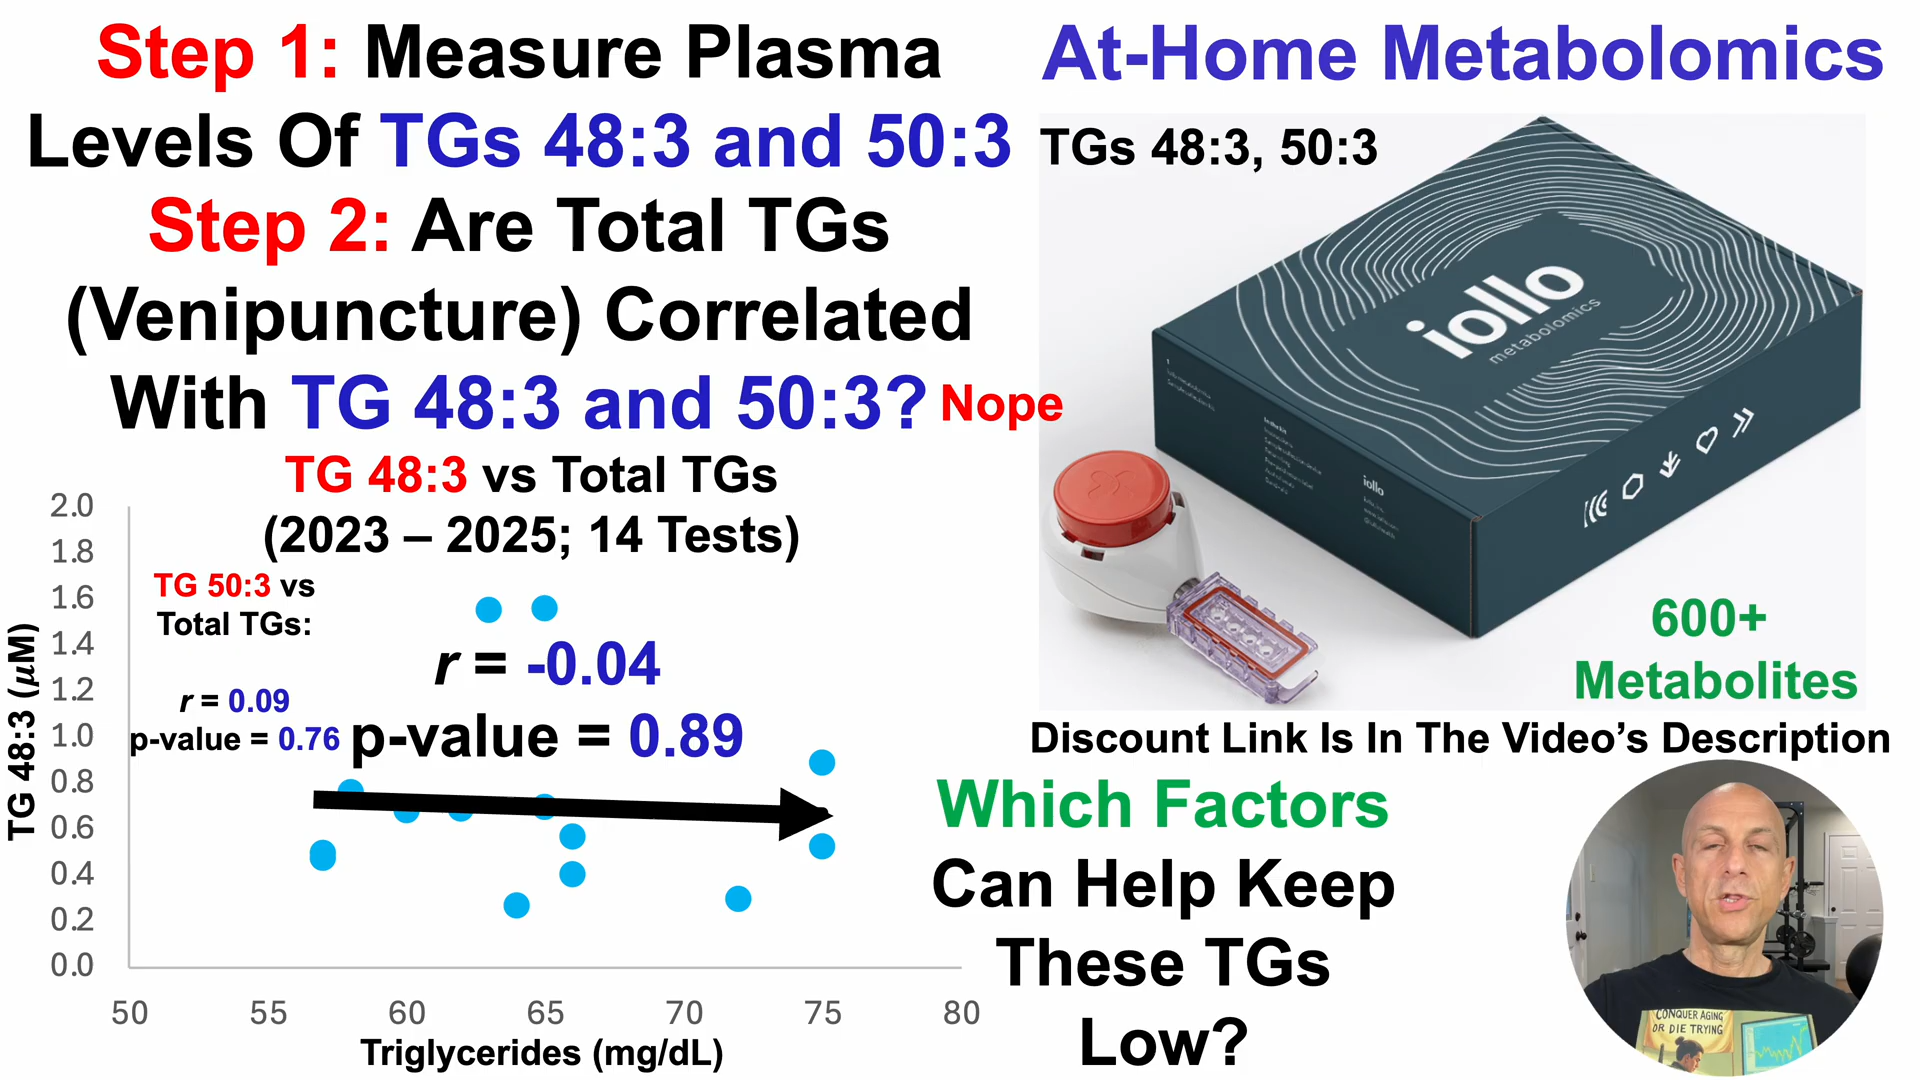 Step 1: Measure Plasma
Levels Of TGs 48:3 and 50:3
Step 2: Are Total TGs
(Venipuncture) Correlated
With TG 48:3 and 50:3? Nope
TG 48:3 vs Total TGs
(2023 – 2025; 14 Tests)
TG 50:3 vs
Total TGs:
r = 0.09
p-value = 0.76
r = -0.04
p-value = 0.89
TG 48:3 (µM)
2.0
1.8
1.6
1.4
1.2
1.0
0.8
0.6
0.4
0.2
0.0
50 55 60 65 70 75 80
Triglycerides (mg/dL)
At-Home Metabolomics
TGs 48:3, 50:3
iollo
metabolomics
iollo
600+
Metabolites
Discount Link Is In The Video’s Description
Which Factors
Can Help Keep
These TGs
Low?
CONQUER AGING
OR DIE TRYING